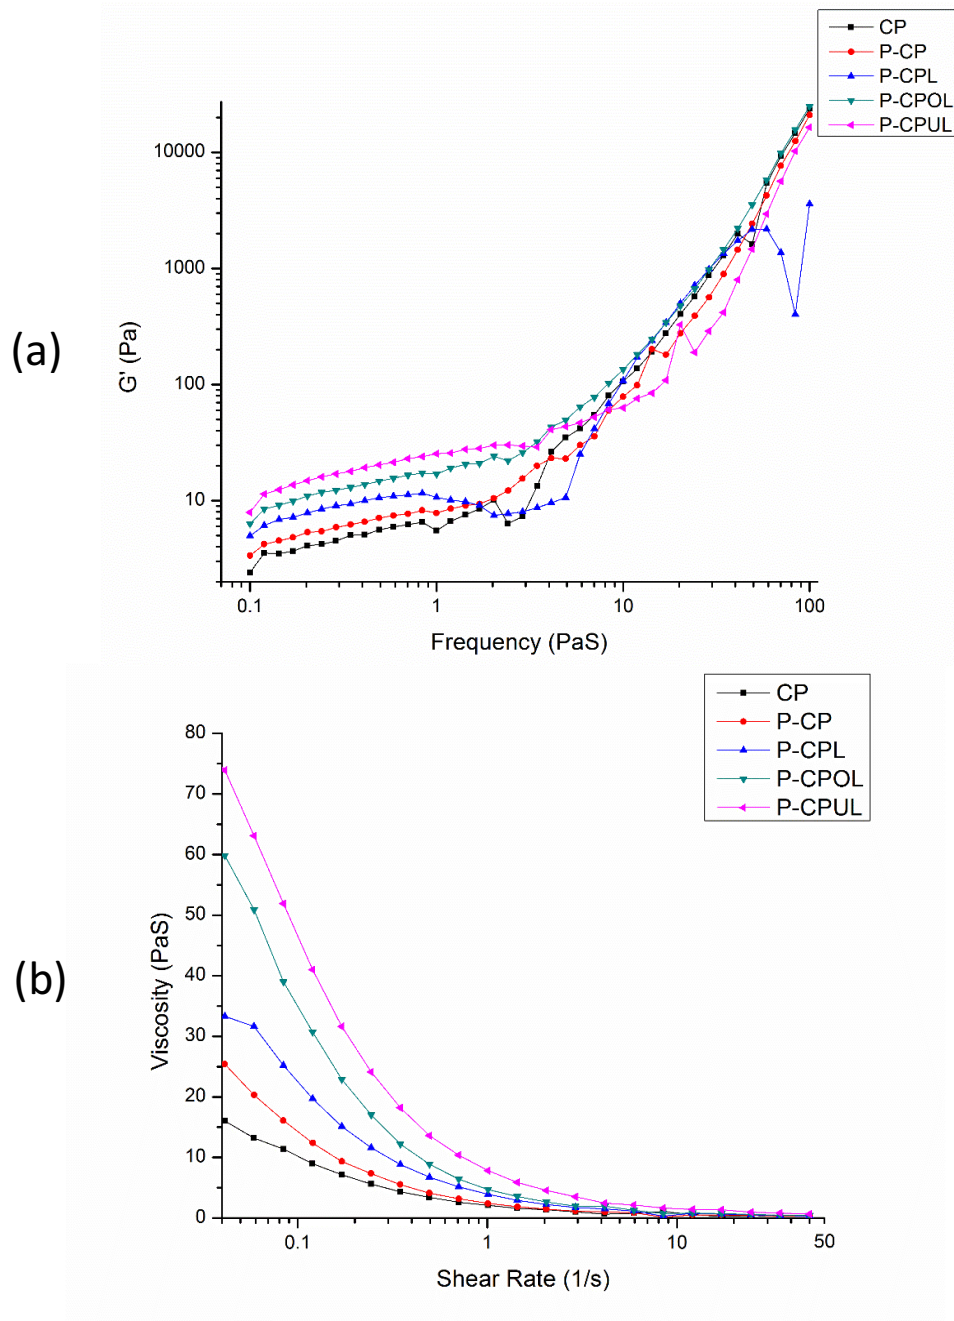 CP
P-CP
P-CPL
P-CPOL
P-CPUL
10000
1000
100
10
G' (Pa)
(a)
0.1 1 10 100
Frequency (PaS)
CP
P-CP
P-CPL
P-CPOL
P-CPUL
80
70
60
50
40
30
20
10
0
Viscosity (PaS)
(b)
0.1 1 10 50
Shear Rate (1/s)